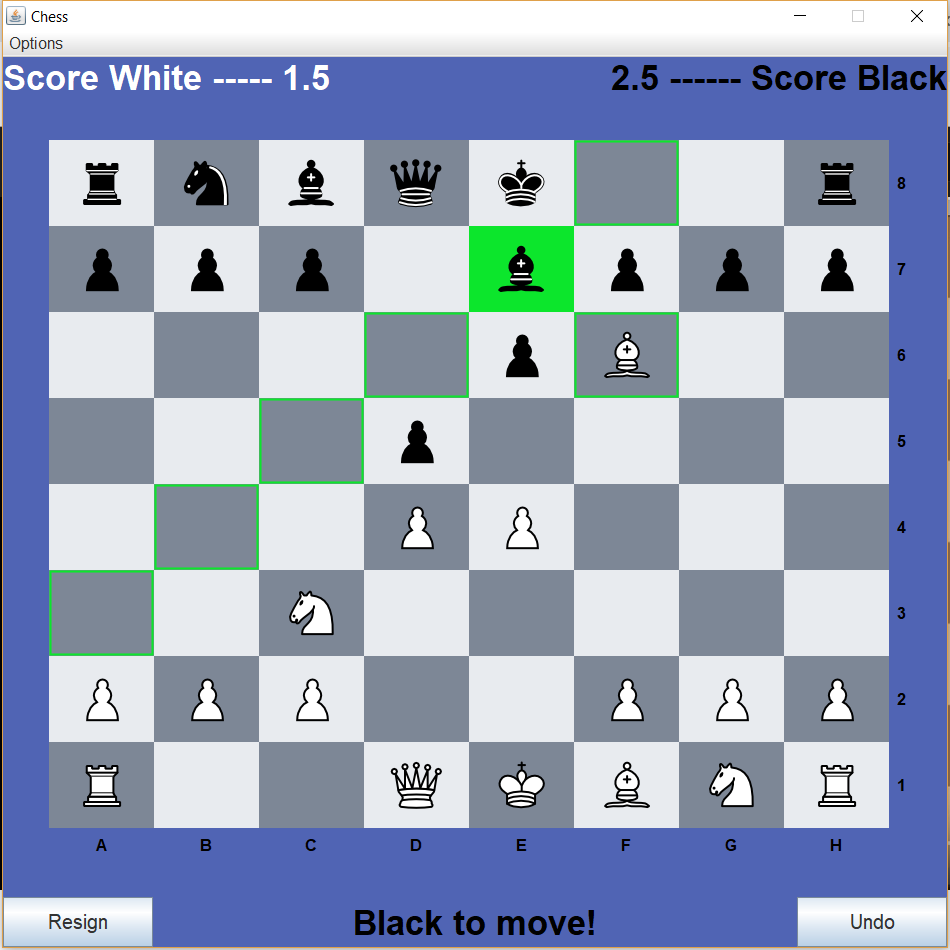 Chess
Options
Score White ----- 1.5
2.5 ------ Score Black
8
7
6
5
4
3
2
1
A B C D E F G H
Resign
Black to move!
Undo